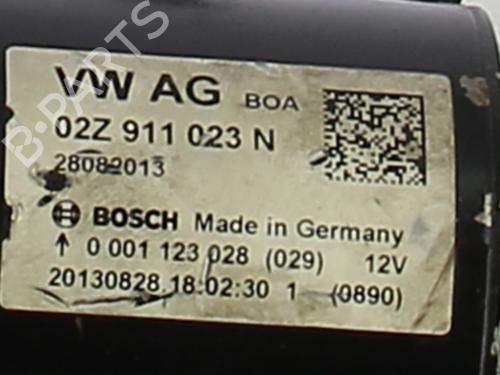 VW AG BOA
02Z 911 023 N
28082013
BOSCH Made in Germany
↑ 0 001 123 028 (029) 12V
20130828.18:02:30 1 (0890)
B-PARTS